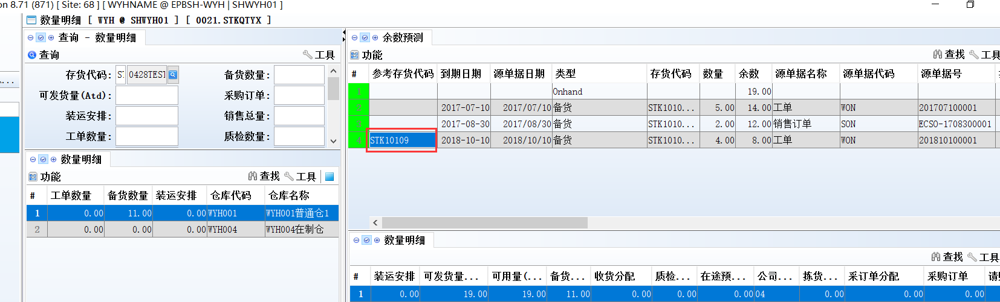 on 8.71 (871) [ Site: 68 ] [ WYHNAME @ EPBSH-WYH | SHWYH01 ]
数量明细 [ WYH @ SHWYH01 ] [ 0021.STKQTYX ]
查询 - 数量明细
查询 工具
存货代码: 0428TEST 备货数量:
可发货量(Atd): 采购订单:
装运安排: 销售总量:
工单数量: 质检数量:
数量明细
功能 查找 工具
# 工单数量 备货数量 装运安排 仓库代码 仓库名称
1 0.00 11.00 0.00 WYH001 WYH001普通仓1
2 0.00 0.00 0.00 WYH004 WYH004在制仓
余数预测
功能 查找 工具
# 参考存货代码 到期日期 源单据日期 类型 存货代码 数量 余数 源单据名称 源单据代码 源单据号
1 Onhand 19.00
2 2017-07-10 2017/07/10 备货 STK1010... 5.00 14.00 工单 WON 201707100001
3 2017-08-30 2017/08/30 备货 STK1010... 2.00 12.00 销售订单 SON ECSO-1708300001
4 STK10109 2018-10-10 2018/10/10 备货 STK1010... 4.00 8.00 工单 WON 201810100001
数量明细
查找 工具
# 装运安排 可发货量... 可用量(... 备货... 收货分配 质检... 在途预... 公司... 拣货... 采订单分配 采购订单
1 0.00 19.00 19.00 11.00 0.00 0.00 0.00 04 0.00 0.00 0.00